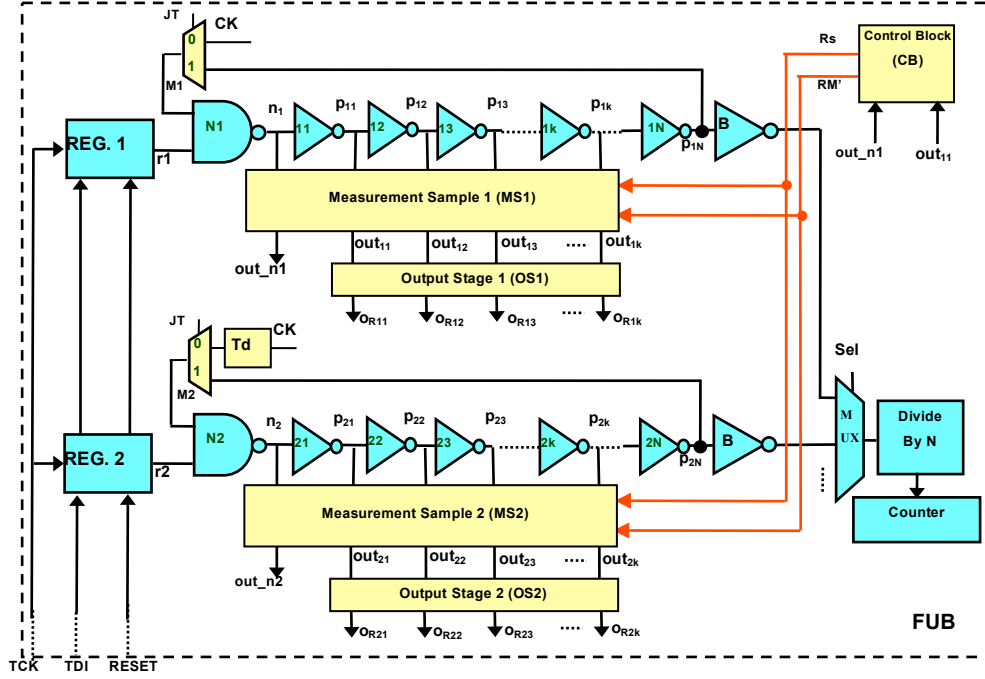 JT
CK
0
1
M1
Rs
Control Block
(CB)
RM'
n₁
p₁₁
p₁₂
p₁₃
p₁ₖ
N1
11
12
13
1k
1N
B
p₁N
REG. 1
r1
out_n1
out₁₁
Measurement Sample 1 (MS1)
out_n1
out₁₁
out₁₂
out₁₃
.....
out₁ₖ
Output Stage 1 (OS1)
oR11
oR12
oR13
.....
oR1k
JT
CK
0
1
Td
M2
Sel
n₂
p₂₁
p₂₂
p₂₃
p₂ₖ
N2
21
22
23
2k
2N
B
p₂N
M
UX
Divide
By N
REG. 2
r2
Counter
Measurement Sample 2 (MS2)
out_n2
out₂₁
out₂₂
out₂₃
.....
out₂ₖ
Output Stage 2 (OS2)
oR21
oR22
oR23
.....
oR2k
FUB
TCK
TDI
RESET